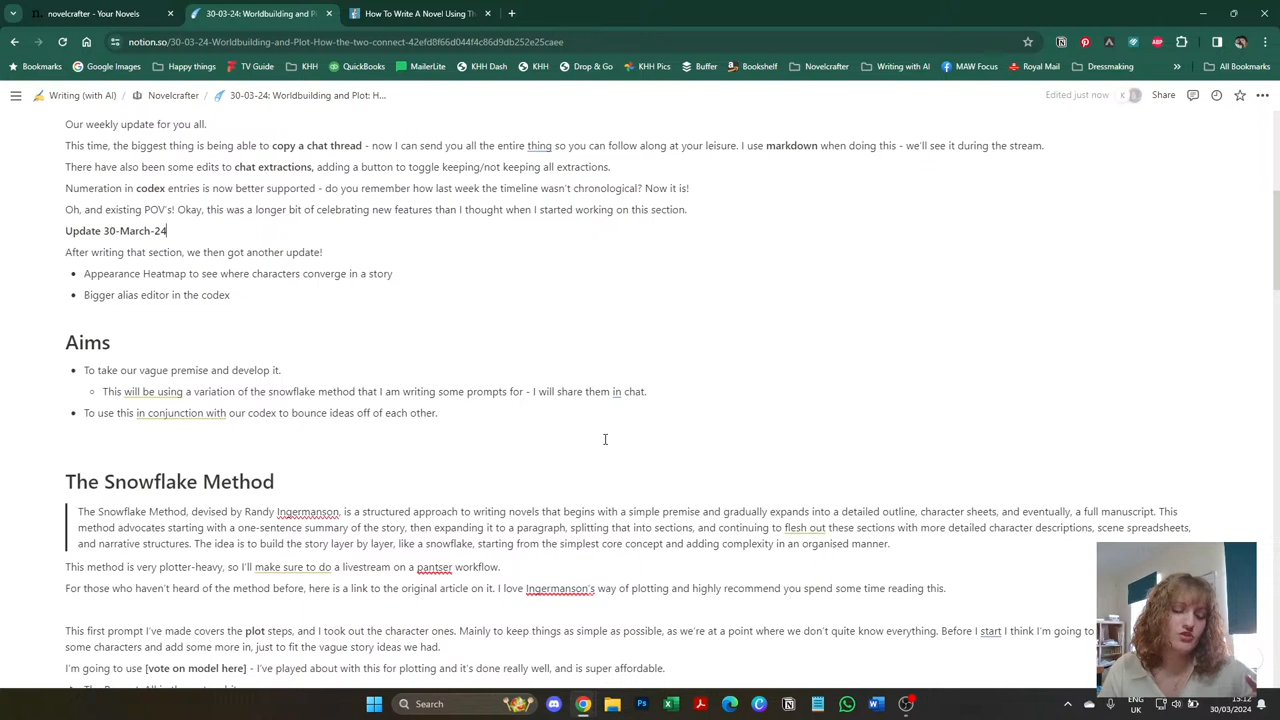 novelcrafter - Your Novels
30-03-24: Worldbuilding and P
How To Write A Novel Using Th
notion.so/30-03-24-Worldbuilding-and-Plot-How-the-two-connect-42efd8f66d044f4c86d9db252e25caee
Bookmarks
Happy
TV Guide
KHH
QuickBooks
MailerLite
KHH
KHH
Drop & Go
KHH Pics
Buffer
Bookshelf
Novelcrafter
Writing with AI
MAW Focus
Royal Mail
Dressmaking
All Bookmarks
Writing (with AI) / Novelcrafter / 30-03-24: Worldbuilding and Plot: H...
Edited just now
K
Share
Our weekly update for you all.
This time, the biggest thing is being able to copy a chat thread - now I can send you all the entire thing so you can follow along at your leisure. I use markdown when doing this - we'll see it during the stream.
There have also been some edits to chat extractions, adding a button to toggle keeping/not keeping all extractions.
Numeration in codex entries is now better supported - do you remember how last week the timeline wasn't chronological? Now it is!
Oh, and existing POV's! Okay, this was a longer bit of celebrating new features than I thought when I started working on this section.
Update 30-March-24
After writing that section, we then got another update!
• Appearance Heatmap to see where characters converge in a story
• Bigger alias editor in the codex
Aims
• To take our vague premise and develop it.
◦ This will be using a variation of the snowflake method that I am writing some prompts for - I will share them in chat.
• To use this in conjunction with our codex to bounce ideas off of each other.
The Snowflake Method
The Snowflake Method, devised by Randy Ingermanson, is a structured approach to writing novels that begins with a simple premise and gradually expands into a detailed outline, character sheets, and eventually, a full manuscript. This
method advocates starting with a one-sentence summary of the story, then expanding it to a paragraph, splitting that into sections, and continuing to flesh out these sections with more detailed character descriptions, scene spreadsheets,
and narrative structures. The idea is to build the story layer by layer, like a snowflake, starting from the simplest core concept and adding complexity in an organised manner.
This method is very plotter-heavy, so I'll make sure to do a livestream on a pantser workflow.
For those who haven't heard of the method before, here is a link to the original article on it. I love Ingermanson's way of plotting and highly recommend you spend some time reading this.
This first prompt I've made covers the plot steps, and I took out the character ones. Mainly to keep things as simple as possible, as we're at a point where we don't quite know everything. Before I start I think I'm going to
some characters and add some more in, just to fit the vague story ideas we had.
I'm going to use [vote on model here] - I've played about with this for plotting and it's done really well, and is super affordable.
Search
ENG
UK
15:12
30/03/2024